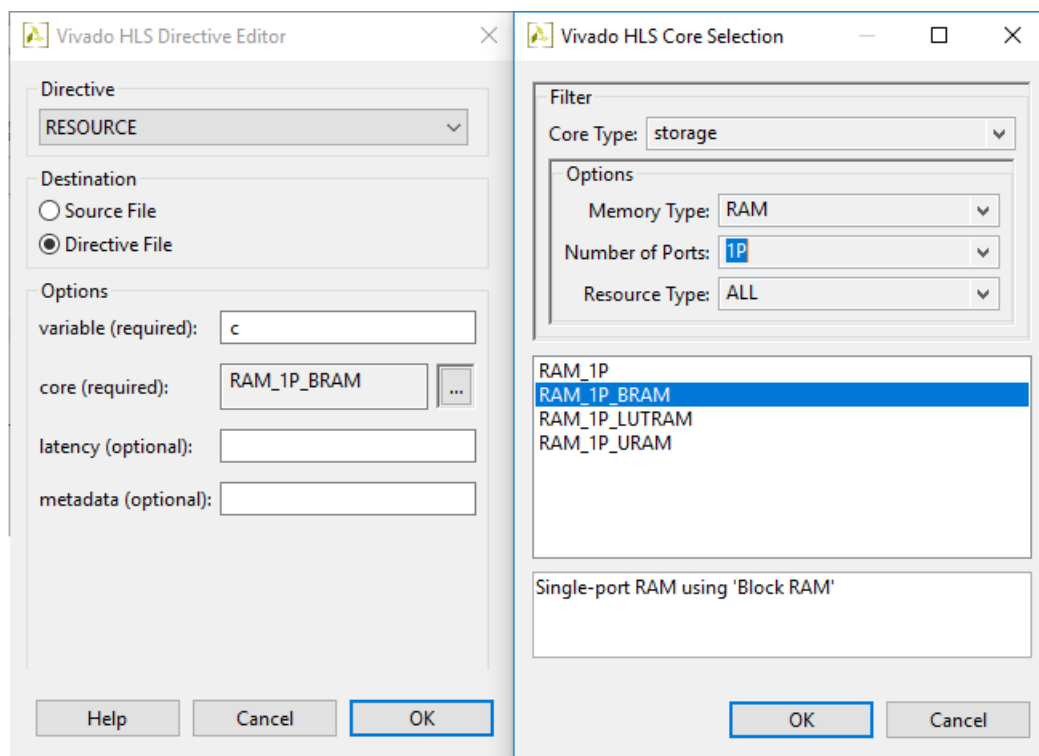 Vivado HLS Directive Editor
Directive
RESOURCE
Destination
Source File
Directive File
Options
variable (required): c
core (required): RAM_1P_BRAM ...
latency (optional):
metadata (optional):
Help Cancel OK
Vivado HLS Core Selection
Filter
Core Type: storage
Options
Memory Type: RAM
Number of Ports: 1P
Resource Type: ALL
RAM_1P
RAM_1P_BRAM
RAM_1P_LUTRAM
RAM_1P_URAM
Single-port RAM using 'Block RAM'
OK Cancel